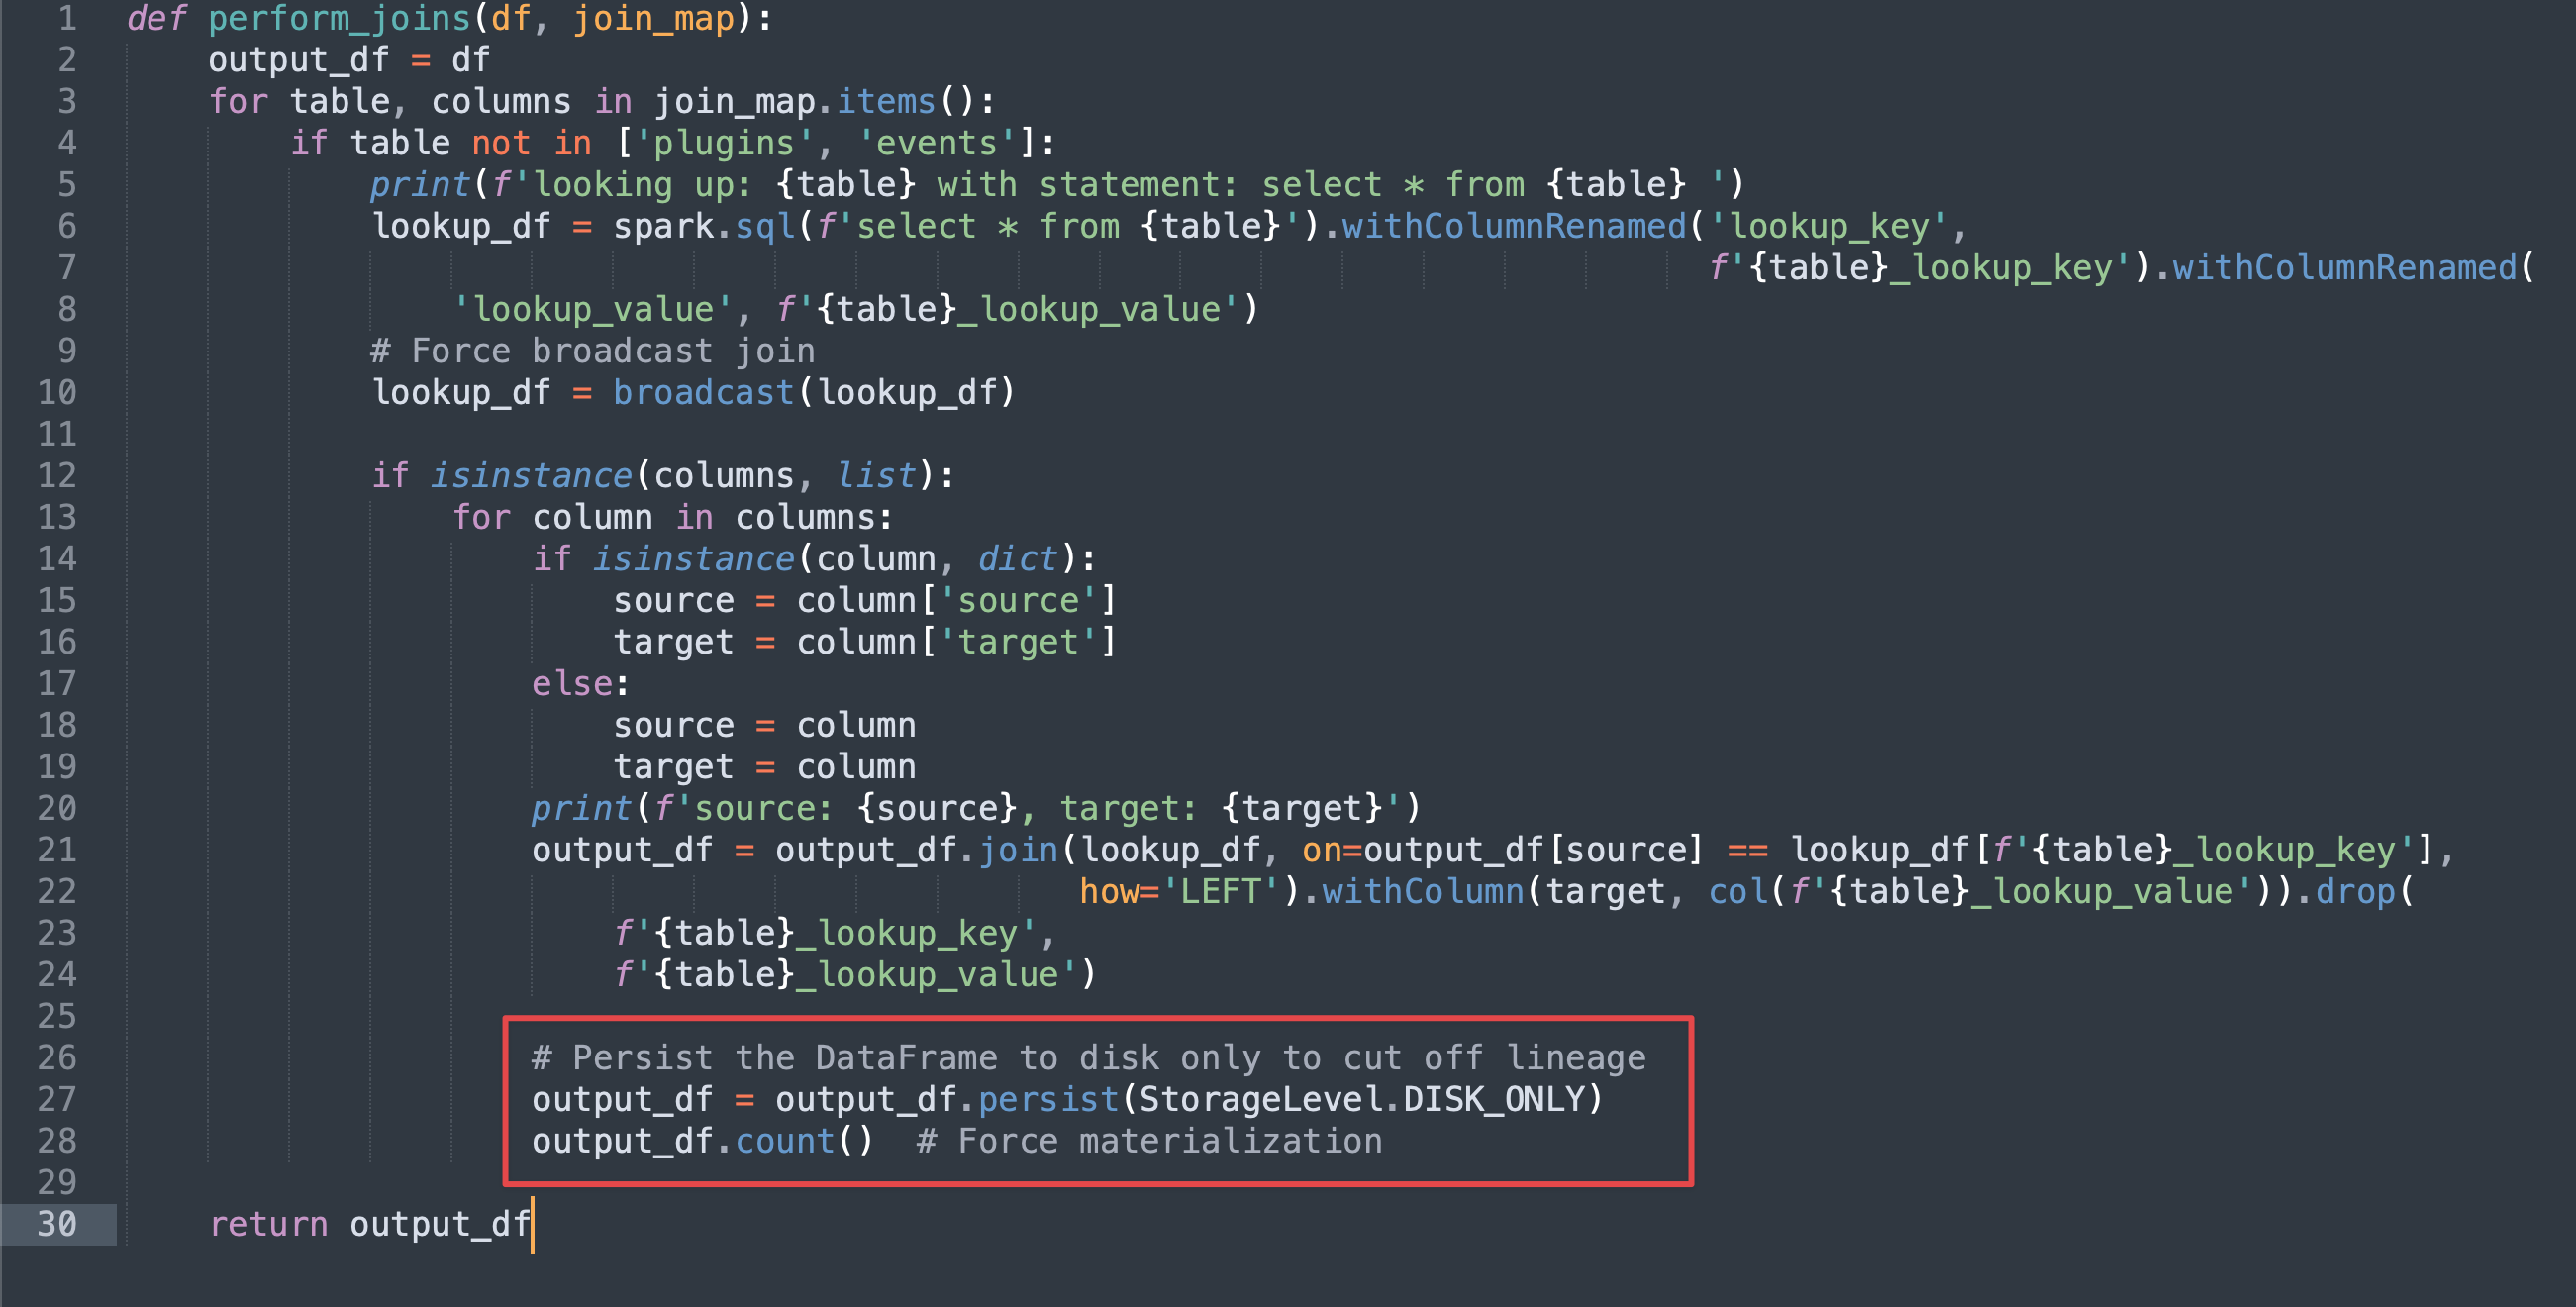 1 def perform_joins(df, join_map):
2     output_df = df
3     for table, columns in join_map.items():
4         if table not in ['plugins', 'events']:
5             print(f'looking up: {table} with statement: select * from {table} ')
6             lookup_df = spark.sql(f'select * from {table}').withColumnRenamed('lookup_key',
7                                                                               f'{table}_lookup_key').withColumnRenamed(
8                 'lookup_value', f'{table}_lookup_value')
9             # Force broadcast join
10             lookup_df = broadcast(lookup_df)
11
12             if isinstance(columns, list):
13                 for column in columns:
14                     if isinstance(column, dict):
15                         source = column['source']
16                         target = column['target']
17                     else:
18                         source = column
19                         target = column
20                     print(f'source: {source}, target: {target}')
21                     output_df = output_df.join(lookup_df, on=output_df[source] == lookup_df[f'{table}_lookup_key'],
22                                                how='LEFT').withColumn(target, col(f'{table}_lookup_value')).drop(
23                         f'{table}_lookup_key',
24                         f'{table}_lookup_value')
25
26                     # Persist the DataFrame to disk only to cut off lineage
27                     output_df = output_df.persist(StorageLevel.DISK_ONLY)
28                     output_df.count()  # Force materialization
29
30     return output_df